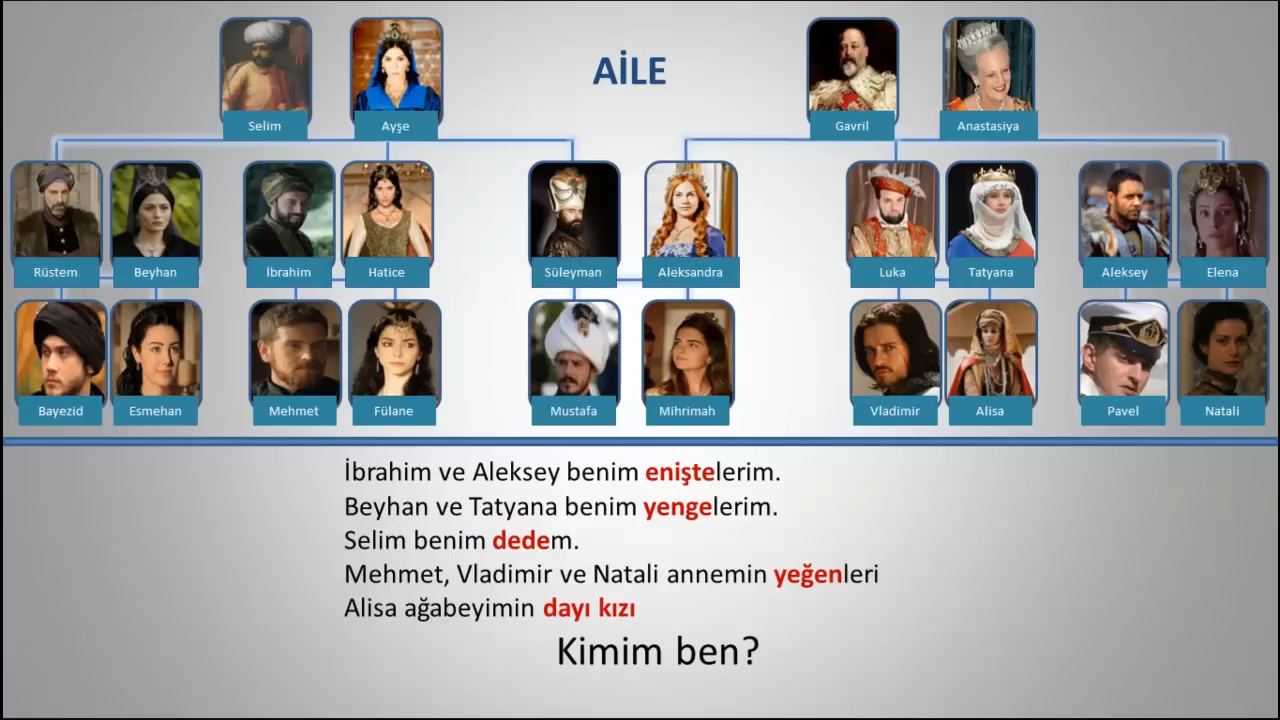 AİLE
Selim
Ayşe
Gavril
Anastasiya
Rüstem
Beyhan
İbrahim
Hatice
Süleyman
Aleksandra
Luka
Tatyana
Aleksey
Elena
Bayezid
Esmehan
Mehmet
Fülane
Mustafa
Mihrimah
Vladimir
Alisa
Pavel
Natali
İbrahim ve Aleksey benim eniştelerim.
Beyhan ve Tatyana benim yengelerim.
Selim benim dedem.
Mehmet, Vladimir ve Natali annemin yeğenleri
Alisa ağabeyimin dayı kızı
Kimim ben?